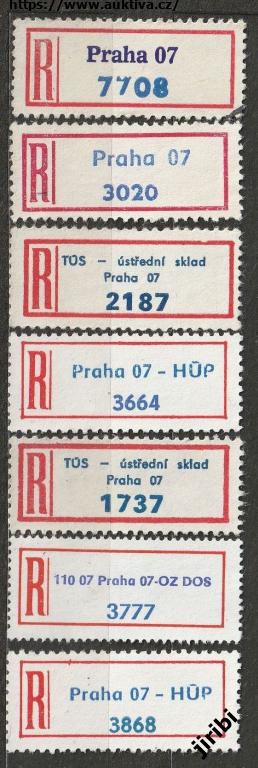 https://www.auktiva.cz/
R Praha 07
7708
R Praha 07
3020
R TÚS – ústřední sklad
Praha 07
2187
R Praha 07 – HÚP
3664
R TÚS – ústřední sklad
Praha 07
1737
R 110 07 Praha 07-OZ DOS
3777
R Praha 07 – HÚP
3868
jiribi